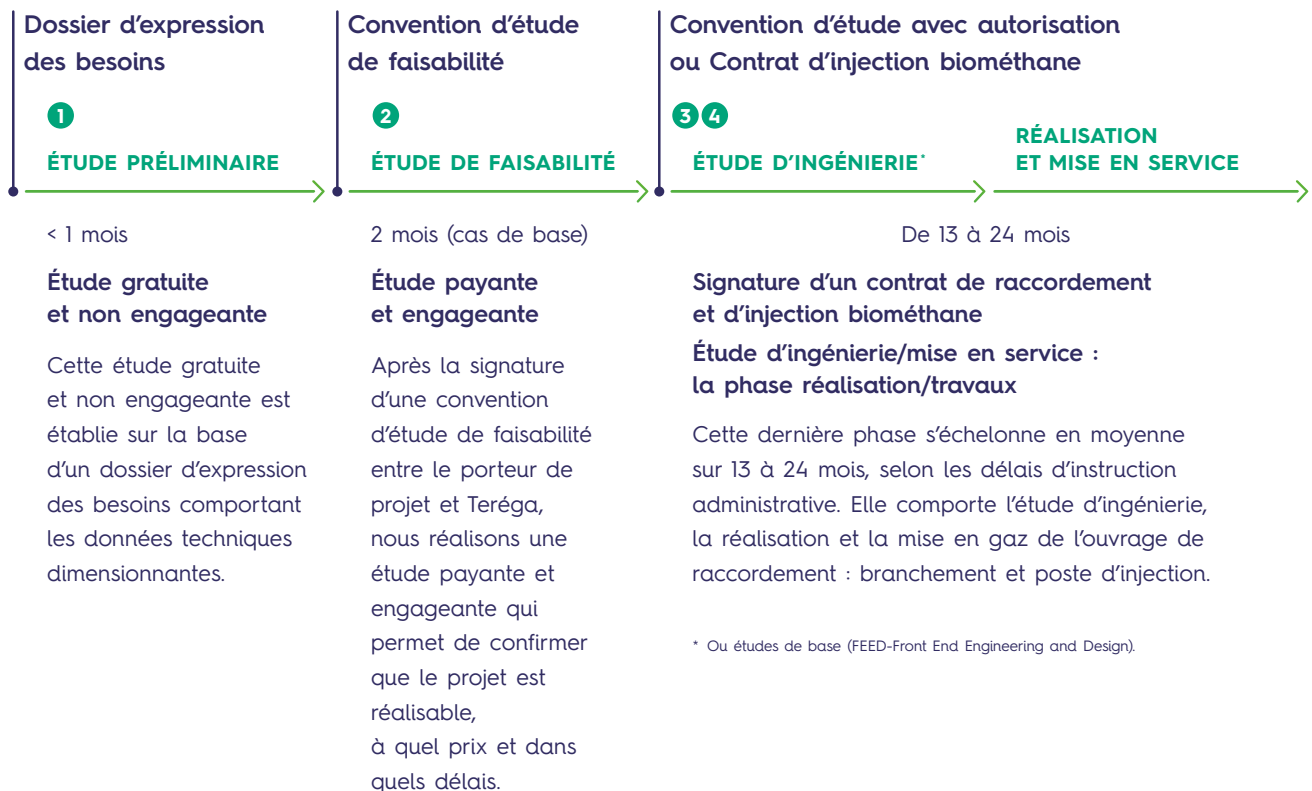 Dossier d'expression
des besoins
1
ÉTUDE PRÉLIMINAIRE
< 1 mois
Étude gratuite
et non engageante
Cette étude gratuite
et non engageante est
établie sur la base
d'un dossier d'expression
des besoins comportant
les données techniques
dimensionnantes.
Convention d'étude
de faisabilité
2
ÉTUDE DE FAISABILITÉ
2 mois (cas de base)
Étude payante
et engageante
Après la signature
d'une convention
d'étude de faisabilité
entre le porteur de
projet et Teréga,
nous réalisons une
étude payante et
engageante qui
permet de confirmer
que le projet est
réalisable,
à quel prix et dans
quels délais.
Convention d'étude avec autorisation
ou Contrat d'injection biométhane
3 4
ÉTUDE D'INGÉNIERIE*
RÉALISATION
ET MISE EN SERVICE
De 13 à 24 mois
Signature d'un contrat de raccordement
et d'injection biométhane
Étude d'ingénierie/mise en service :
la phase réalisation/travaux
Cette dernière phase s'échelonne en moyenne
sur 13 à 24 mois, selon les délais d'instruction
administrative. Elle comporte l'étude d'ingénierie,
la réalisation et la mise en gaz de l'ouvrage de
raccordement : branchement et poste d'injection.
* Ou études de base (FEED-Front End Engineering and Design).